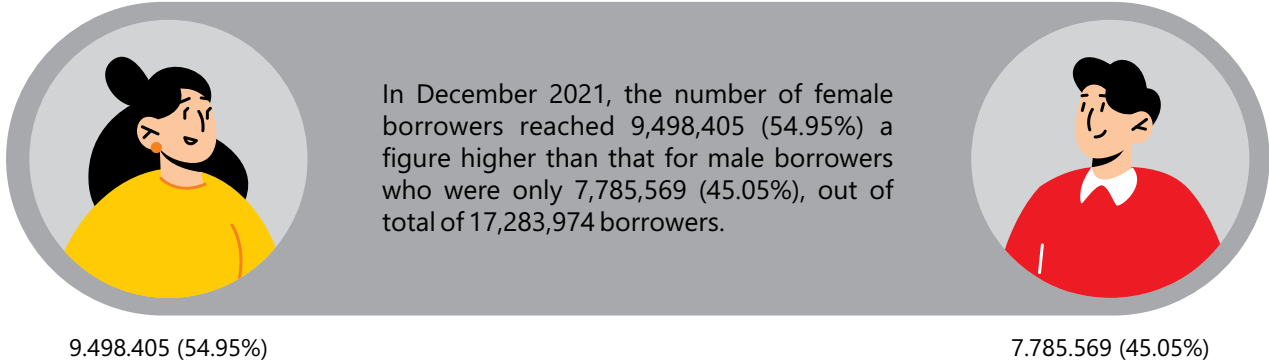 In December 2021, the number of female
borrowers reached 9,498,405 (54.95%) a
figure higher than that for male borrowers
who were only 7,785,569 (45.05%), out of
total of 17,283,974 borrowers.
9.498.405 (54.95%)
7.785.569 (45.05%)